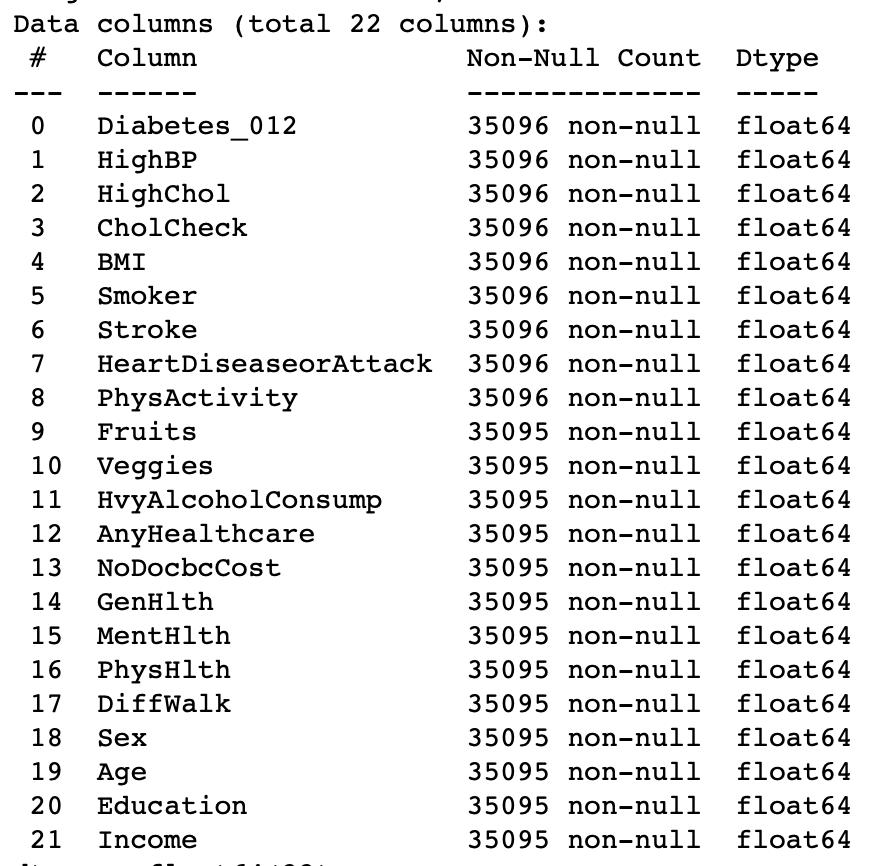 Data columns (total 22 columns):
# Column Non-Null Count Dtype
--- ------ -------------- -----
0 Diabetes_012 35096 non-null float64
1 HighBP 35096 non-null float64
2 HighChol 35096 non-null float64
3 CholCheck 35096 non-null float64
4 BMI 35096 non-null float64
5 Smoker 35096 non-null float64
6 Stroke 35096 non-null float64
7 HeartDiseaseorAttack 35096 non-null float64
8 PhysActivity 35096 non-null float64
9 Fruits 35095 non-null float64
10 Veggies 35095 non-null float64
11 HvyAlcoholConsump 35095 non-null float64
12 AnyHealthcare 35095 non-null float64
13 NoDocbcCost 35095 non-null float64
14 GenHlth 35095 non-null float64
15 MentHlth 35095 non-null float64
16 PhysHlth 35095 non-null float64
17 DiffWalk 35095 non-null float64
18 Sex 35095 non-null float64
19 Age 35095 non-null float64
20 Education 35095 non-null float64
21 Income 35095 non-null float64